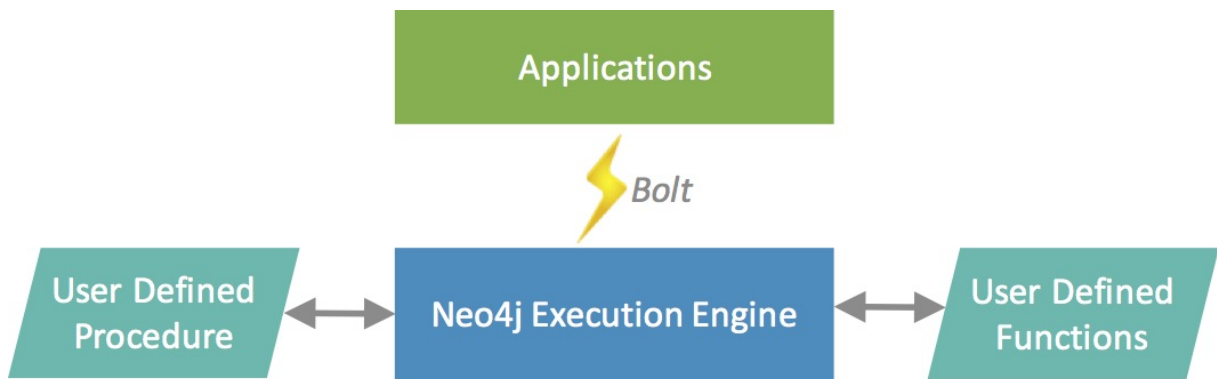 Applications
Bolt
User Defined
Procedure
Neo4j Execution Engine
User Defined
Functions